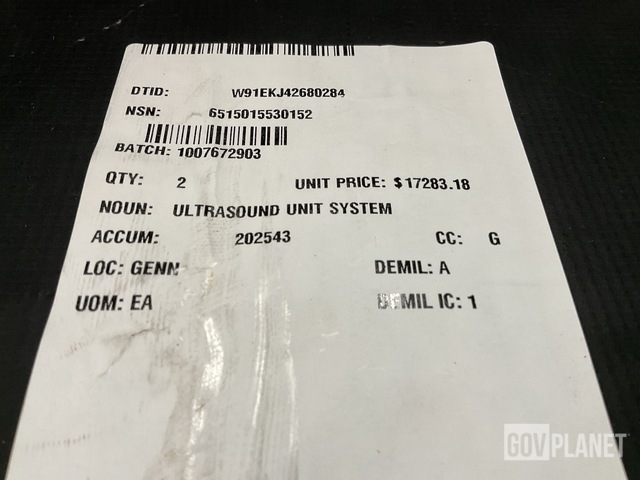 DTID: W91EKJ42680284
NSN: 6515015530152
BATCH: 1007672903
QTY: 2 UNIT PRICE: $17283.18
NOUN: ULTRASOUND UNIT SYSTEM
ACCUM: 202543 CC: G
LOC: GENN DEMIL: A
UOM: EA DEMIL IC: 1
GOVPLANET